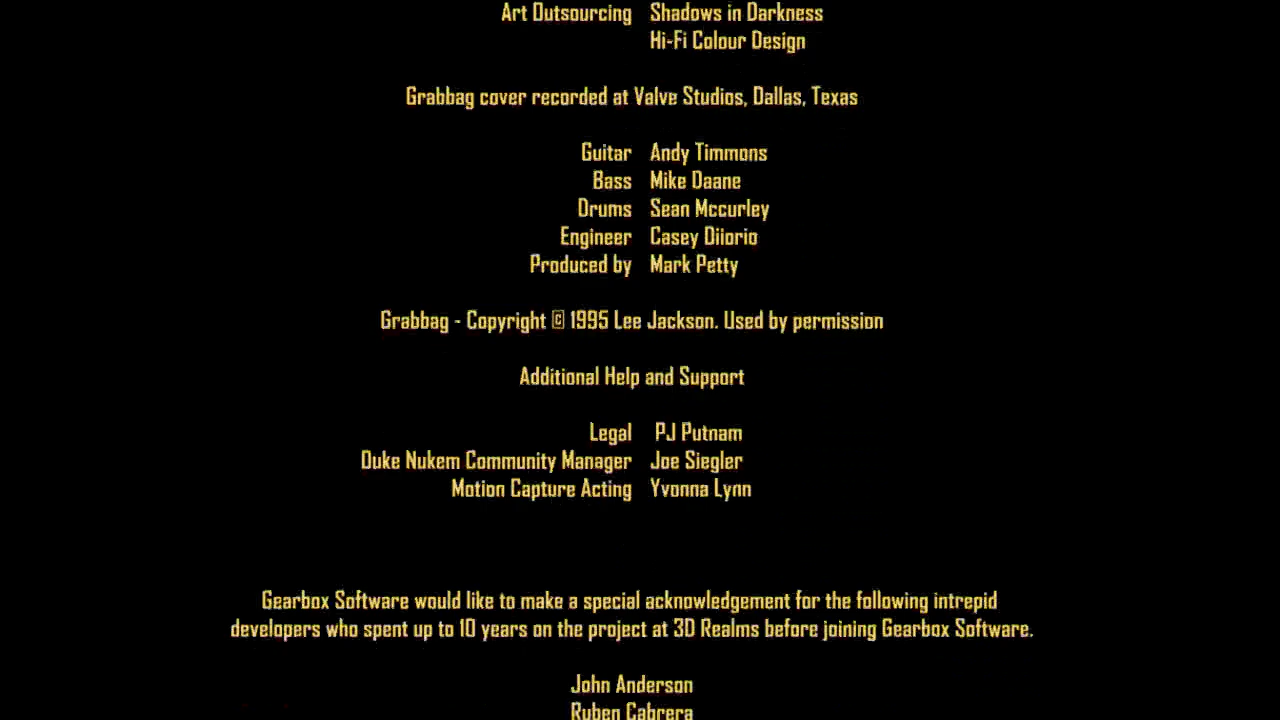 Art Outsourcing Shadows in Darkness
Hi-Fi Colour Design
Grabbag cover recorded at Valve Studios, Dallas, Texas
Guitar Andy Timmons
Bass Mike Daane
Drums Sean Mccurley
Engineer Casey Diiorio
Produced by Mark Petty
Grabbag - Copyright © 1995 Lee Jackson. Used by permission
Additional Help and Support
Legal PJ Putnam
Duke Nukem Community Manager Joe Siegler
Motion Capture Acting Yvonna Lynn
Gearbox Software would like to make a special acknowledgement for the following intrepid
developers who spent up to 10 years on the project at 3D Realms before joining Gearbox Software.
John Anderson
Ruben Cabrera